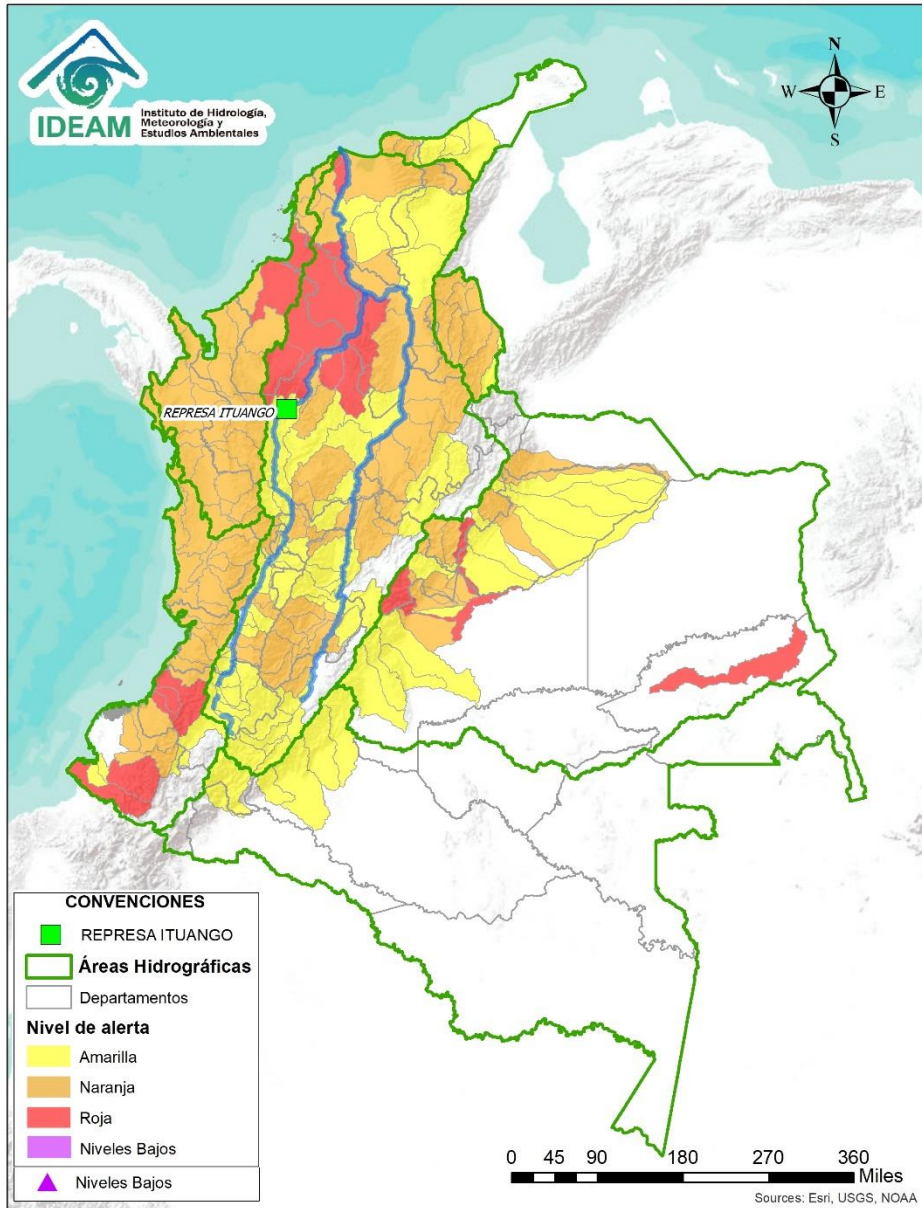 IDEAM
Instituto de Hidrología,
Meteorología y
Estudios Ambientales
N
W
E
S
REPRESA ITUANGO
CONVENCIONES
REPRESA ITUANGO
Áreas Hidrográficas
Departamentos
Nivel de alerta
Amarilla
Naranja
Roja
Niveles Bajos
Niveles Bajos
0 45 90 180 270 360
Miles
Sources: Esri, USGS, NOAA